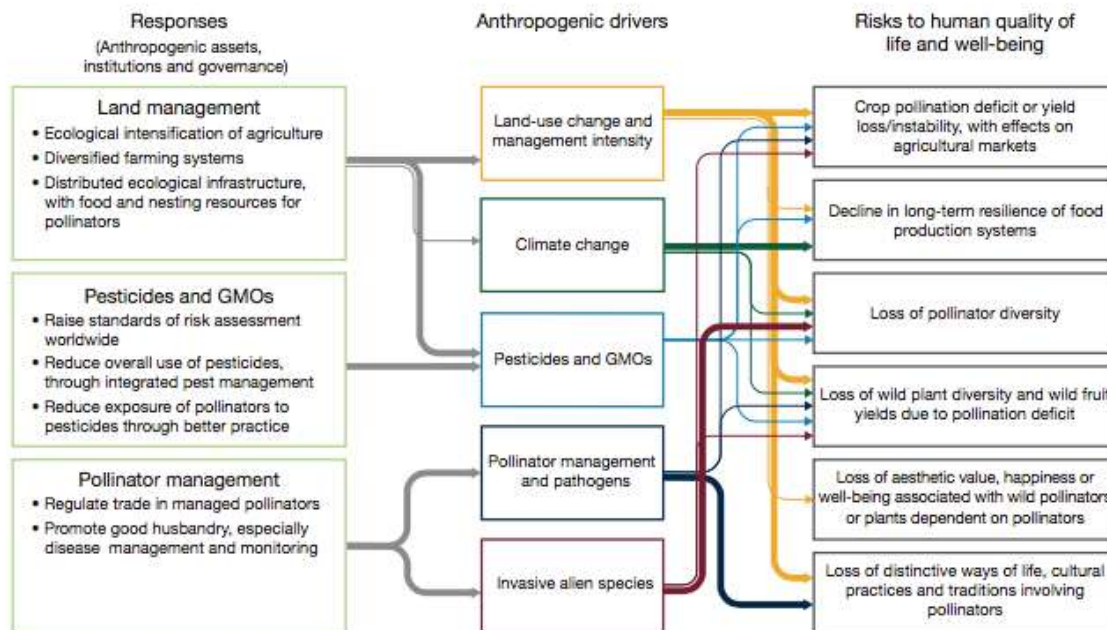 Responses
(Anthropogenic assets,
institutions and governance)
Land management
• Ecological intensification of agriculture
• Diversified farming systems
• Distributed ecological infrastructure,
with food and nesting resources for
pollinators
Pesticides and GMOs
• Raise standards of risk assessment
worldwide
• Reduce overall use of pesticides,
through integrated pest management
• Reduce exposure of pollinators to
pesticides through better practice
Pollinator management
• Regulate trade in managed pollinators
• Promote good husbandry, especially
disease management and monitoring
Anthropogenic drivers
Land-use change and
management intensity
Climate change
Pesticides and GMOs
Pollinator management
and pathogens
Invasive alien species
Risks to human quality of
life and well-being
Crop pollination deficit or yield
loss/instability, with effects on
agricultural markets
Decline in long-term resilience of food
production systems
Loss of pollinator diversity
Loss of wild plant diversity and wild fruit
yields due to pollination deficit
Loss of aesthetic value, happiness or
well-being associated with wild pollinators
or plants dependent on pollinators
Loss of distinctive ways of life, cultural
practices and traditions involving
pollinators